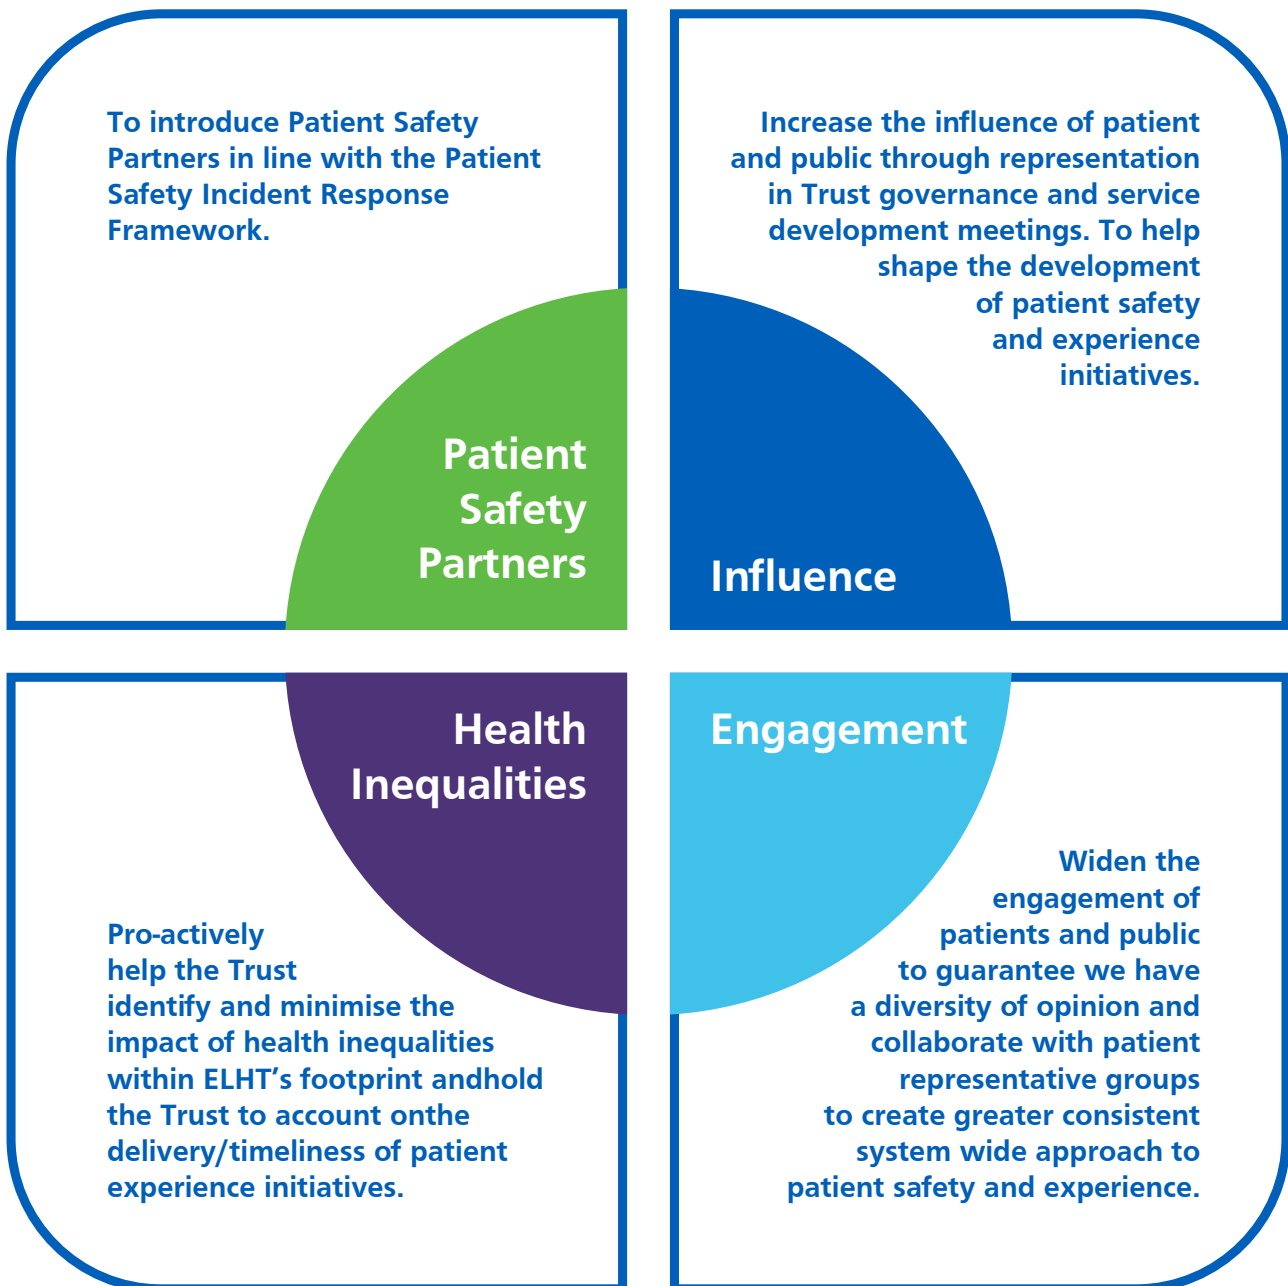 To introduce Patient Safety
Partners in line with the Patient
Safety Incident Response
Framework.
Patient
Safety
Partners
Increase the influence of patient
and public through representation
in Trust governance and service
development meetings. To help
shape the development
of patient safety
and experience
initiatives.
Influence
Health
Inequalities
Pro-actively
help the Trust
identify and minimise the
impact of health inequalities
within ELHT’s footprint andhold
the Trust to account onthe
delivery/timeliness of patient
experience initiatives.
Engagement
Widen the
engagement of
patients and public
to guarantee we have
a diversity of opinion and
collaborate with patient
representative groups
to create greater consistent
system wide approach to
patient safety and experience.